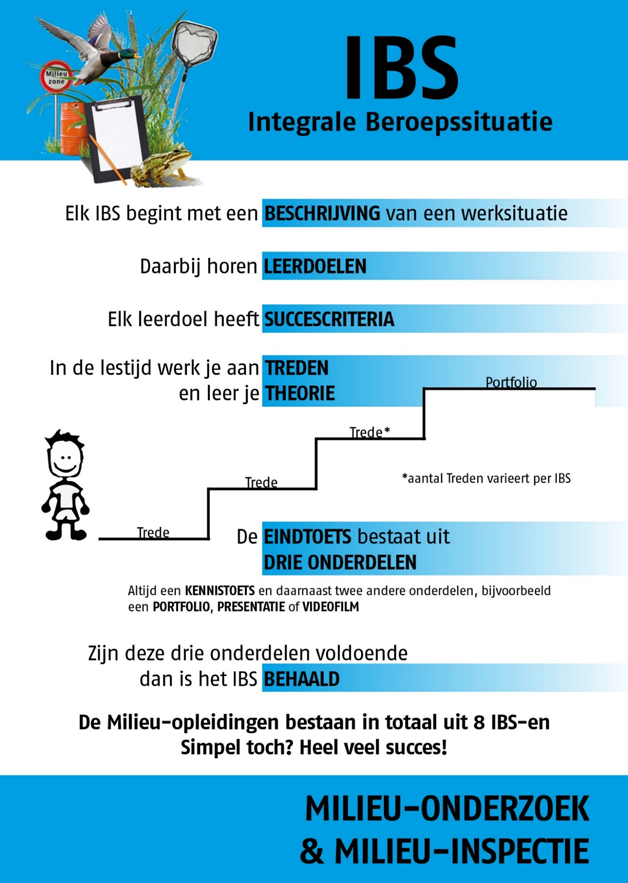 Milieu
zone
IBS
Integrale Beroepssituatie
Elk IBS begint met een BESCHRIJVING van een werksituatie
Daarbij horen LEERDOELEN
Elk leerdoel heeft SUCCESCRITERIA
In de lestijd werk je aan TREDEN
en leer je THEORIE
Portfolio
Trede*
*aantal Treden varieert per IBS
Trede
Trede
De EINDTOETS bestaat uit
DRIE ONDERDELEN
Altijd een KENNISTOETS en daarnaast twee andere onderdelen, bijvoorbeeld
een PORTFOLIO, PRESENTATIE of VIDEOFILM
Zijn deze drie onderdelen voldoende
dan is het IBS BEHAALD
De Milieu-opleidingen bestaan in totaal uit 8 IBS-en
Simpel toch? Heel veel succes!
MILIEU-ONDERZOEK
& MILIEU-INSPECTIE